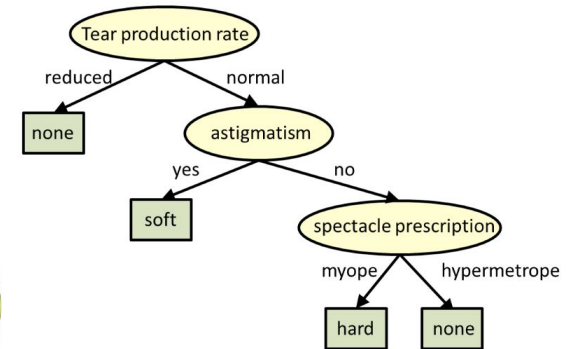 Tear production rate
reduced
normal
none
astigmatism
yes
no
soft
spectacle prescription
myope
hypermetrope
hard
none